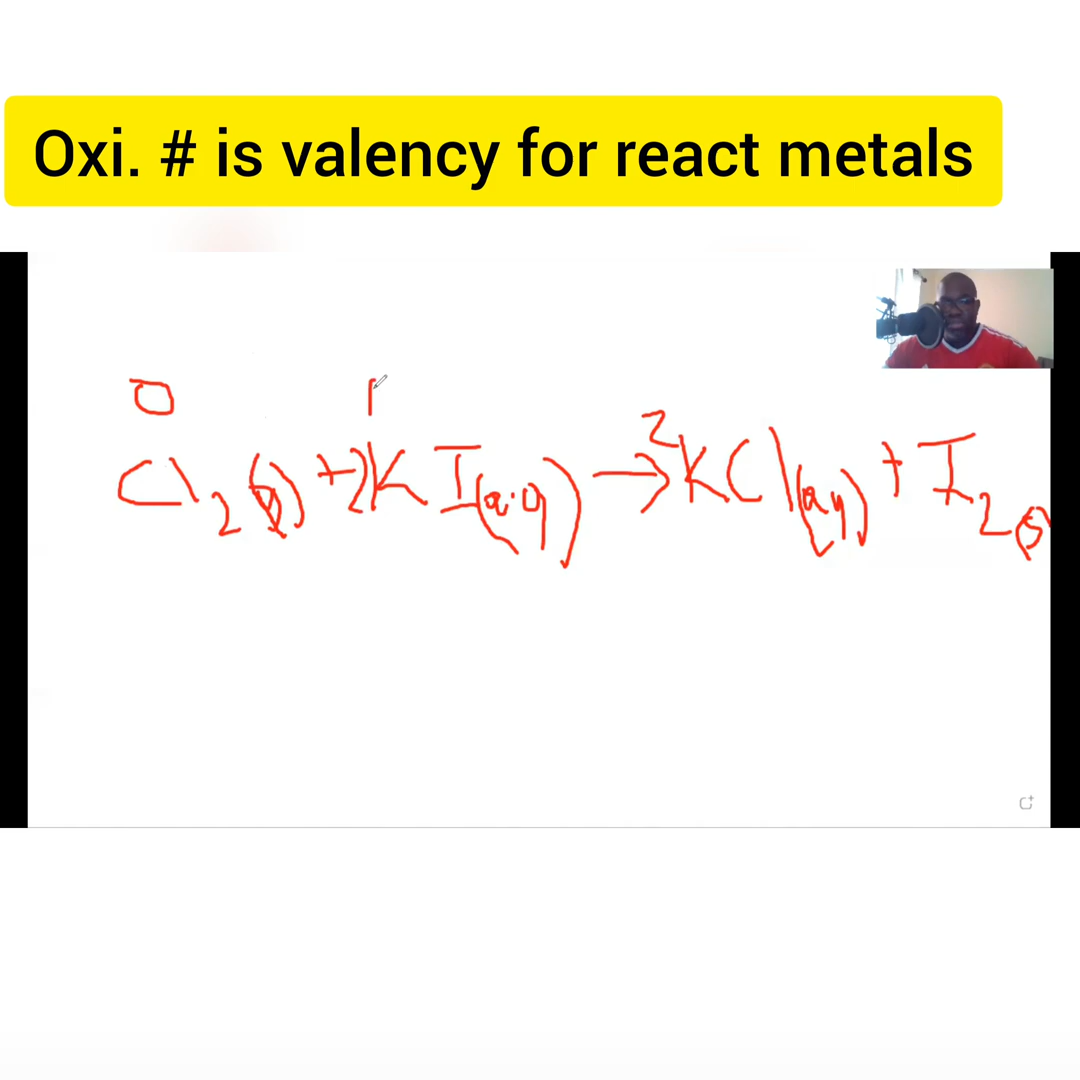 Oxi. # is valency for react metals
0 1
Cl2(g) + 2KI(aq) → 2KCl(aq) + I2(s)